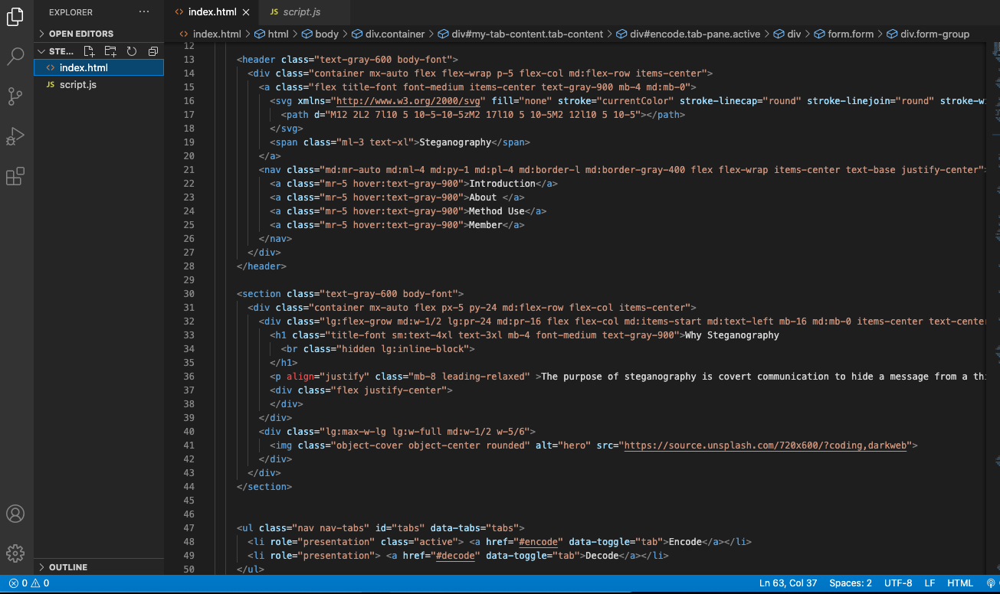 EXPLORER
index.html
JS script.js
OPEN EDITORS
index.html > html > body > div.container > div#my-tab-content.tab-content > div#encode.tab-pane.active > div > form.form > div.form-group
STE...
index.html
JS script.js
12
13 <header class="text-gray-600 body-font">
14 <div class="container mx-auto flex flex-wrap p-5 flex-col md:flex-row items-center">
15 <a class="flex title-font font-medium items-center text-gray-900 mb-4 md:mb-0">
16 <svg xmlns="http://www.w3.org/2000/svg" fill="none" stroke="currentColor" stroke-linecap="round" stroke-linejoin="round" stroke-wi
17 <path d="M12 2L2 7l10 5 10-5-10-5zM2 17l10 5 10-5M2 12l10 5 10-5"></path>
18 </svg>
19 <span class="ml-3 text-xl">Steganography</span>
20 </a>
21 <nav class="md:mr-auto md:ml-4 md:py-1 md:pl-4 md:border-l md:border-gray-400 flex flex-wrap items-center text-base justify-center">
22 <a class="mr-5 hover:text-gray-900">Introduction</a>
23 <a class="mr-5 hover:text-gray-900">About </a>
24 <a class="mr-5 hover:text-gray-900">Method Use</a>
25 <a class="mr-5 hover:text-gray-900">Member</a>
26 </nav>
27 </div>
28 </header>
29
30 <section class="text-gray-600 body-font">
31 <div class="container mx-auto flex px-5 py-24 md:flex-row flex-col items-center">
32 <div class="lg:flex-grow md:w-1/2 lg:pr-24 md:pr-16 flex flex-col md:items-start md:text-left mb-16 md:mb-0 items-center text-center
33 <h1 class="title-font sm:text-4xl text-3xl mb-4 font-medium text-gray-900">Why Steganography
34 <br class="hidden lg:inline-block">
35 </h1>
36 <p align="justify" class="mb-8 leading-relaxed" >The purpose of steganography is covert communication to hide a message from a thi
37 <div class="flex justify-center">
38 </div>
39 </div>
40 <div class="lg:max-w-lg lg:w-full md:w-1/2 w-5/6">
41 <img class="object-cover object-center rounded" alt="hero" src="https://source.unsplash.com/720x600/?coding,darkweb">
42 </div>
43 </div>
44 </section>
45
46
47 <ul class="nav nav-tabs" id="tabs" data-tabs="tabs">
48 <li role="presentation" class="active"> <a href="#encode" data-toggle="tab">Encode</a></li>
49 <li role="presentation"> <a href="#decode" data-toggle="tab">Decode</a></li>
50 </ul>
OUTLINE
0 0
Ln 63, Col 37 Spaces: 2 UTF-8 LF HTML